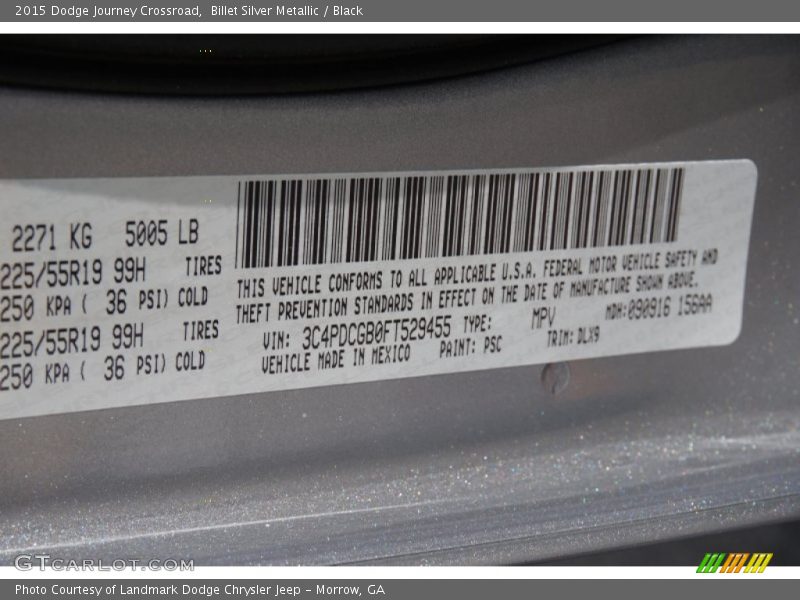 2015 Dodge Journey Crossroad, Billet Silver Metallic / Black
2271 KG 5005 LB
225/55R19 99H TIRES
250 KPA ( 36 PSI) COLD
225/55R19 99H TIRES
250 KPA ( 36 PSI) COLD
THIS VEHICLE CONFORMS TO ALL APPLICABLE U.S.A. FEDERAL MOTOR VEHICLE SAFETY AND
THEFT PREVENTION STANDARDS IN EFFECT ON THE DATE OF MANUFACTURE SHOWN ABOVE.
VIN: 3C4PDCGB0FT529455 TYPE: MPV MDH:090916 156AA
VEHICLE MADE IN MEXICO PAINT: PSC TRIM: DLX9
GTCARLOT.COM
Photo Courtesy of Landmark Dodge Chrysler Jeep – Morrow, GA